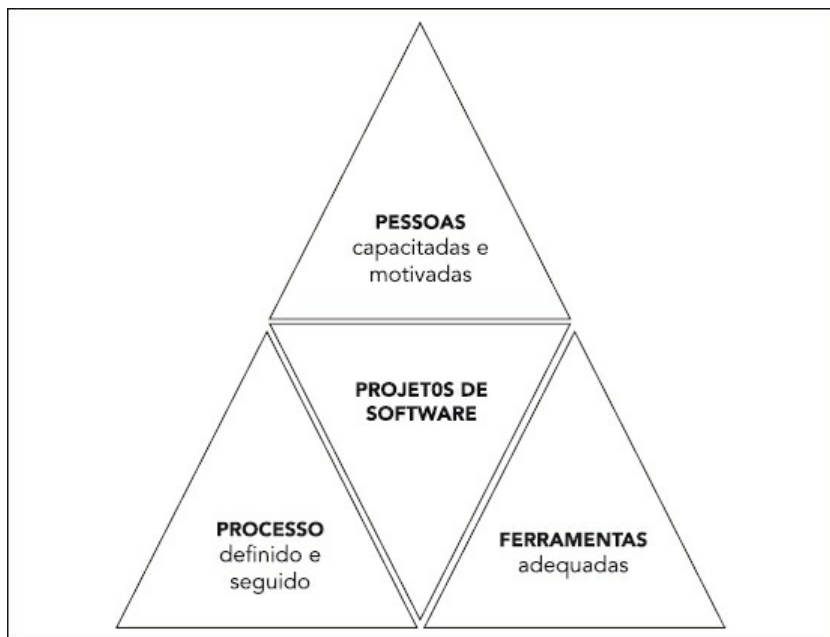 PESSOAS
capacitadas e
motivadas
PROJET0S DE
SOFTWARE
PROCESSO
definido e
seguido
FERRAMENTAS
adequadas